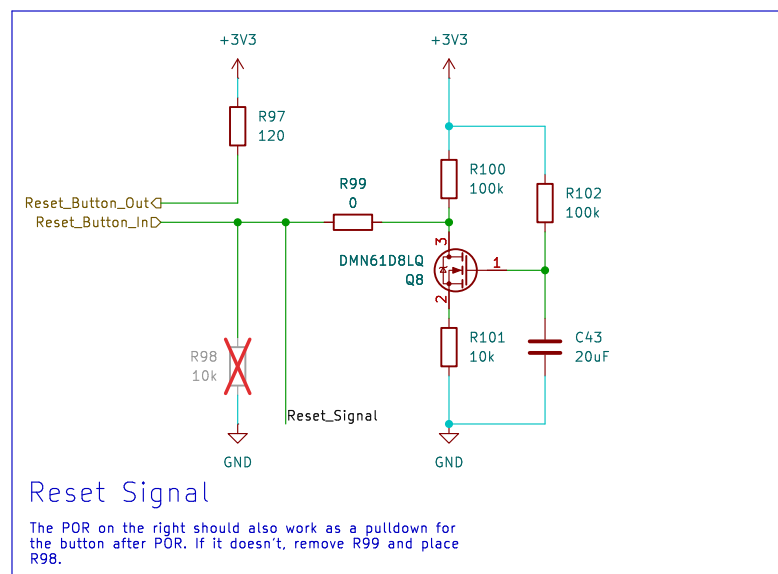 +3V3
+3V3
R97
120
R100
100k
R99
0
R102
100k
Reset_Button_Out
Reset_Button_In
3
DMN61D8LQ
Q8
1
2
R98
10k
R101
10k
C43
20uF
Reset_Signal
GND
GND
Reset Signal
The POR on the right should also work as a pulldown for
the button after POR. If it doesn't, remove R99 and place
R98.